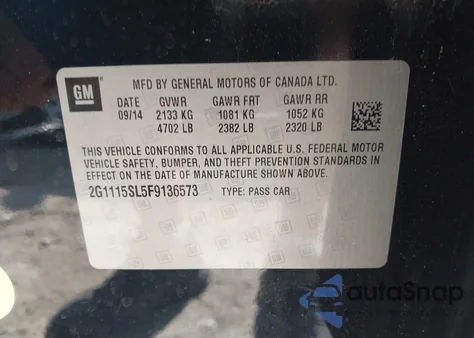 GM
MFD BY GENERAL MOTORS OF CANADA LTD.
DATE GVWR GAWR FRT GAWR RR
09/14 2133 KG 1081 KG 1052 KG
4702 LB 2382 LB 2320 LB
THIS VEHICLE CONFORMS TO ALL APPLICABLE U.S. FEDERAL MOTOR
VEHICLE SAFETY, BUMPER, AND THEFT PREVENTION STANDARDS IN
EFFECT ON THE DATE OF MANUFACTURE SHOWN ABOVE.
2G1115SL5F9136573 TYPE: PASS CAR
autoSnap